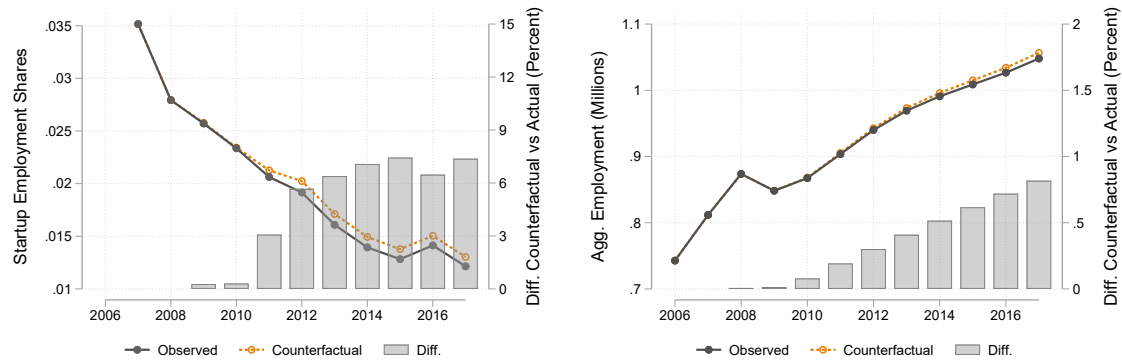 Startup Employment Shares
.035
.03
.025
.02
.015
.01
15
12
9
6
3
0
Diff. Counterfactual vs Actual (Percent)
2006 2008 2010 2012 2014 2016
Observed Counterfactual Diff.
Agg. Employment (Millions)
1.1
1
.9
.8
.7
2
1.5
1
.5
0
Diff. Counterfactual vs Actual (Percent)
2006 2008 2010 2012 2014 2016
Observed Counterfactual Diff.